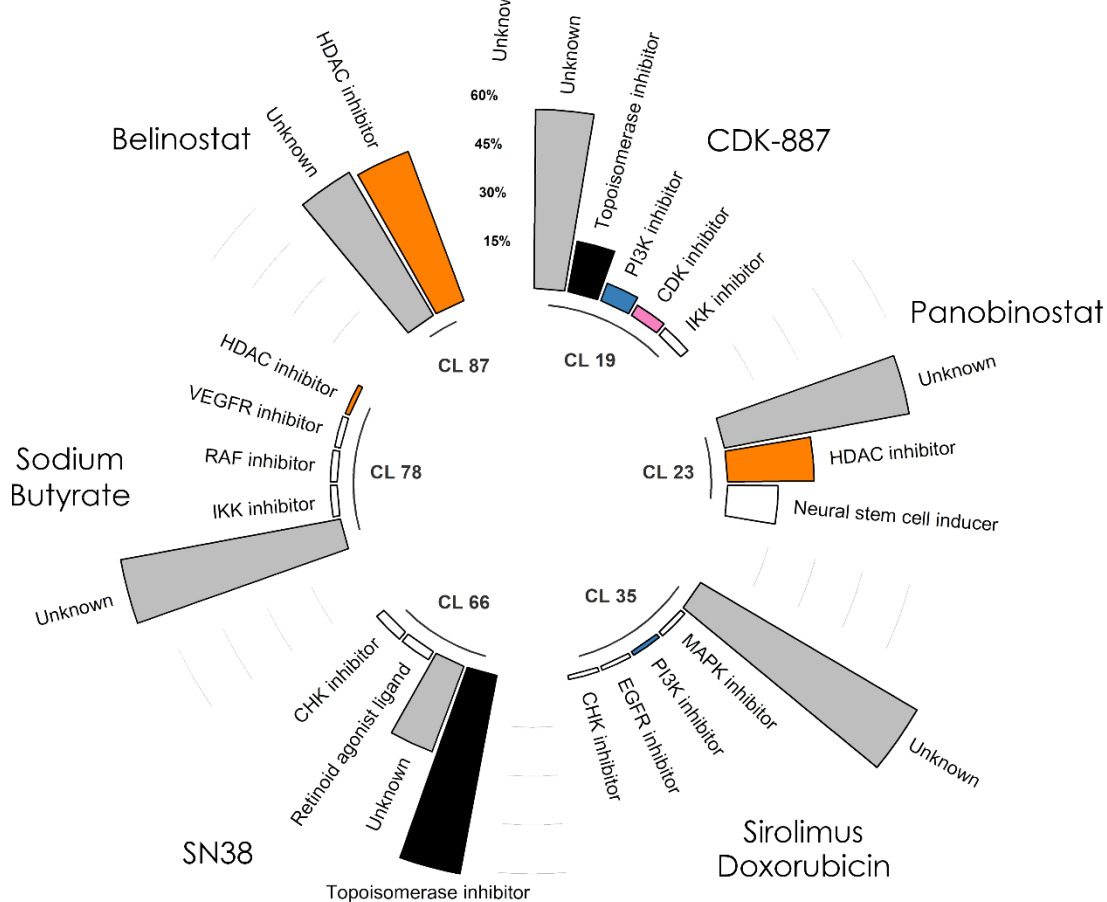 Unknow
60%
45%
30%
15%
Unknown
Topoisomerase inhibitor
PI3K inhibitor
CDK inhibitor
IKK inhibitor
CL 19
CDK-887
Panobinostat
Unknown
HDAC inhibitor
Neural stem cell inducer
CL 23
Unknown
MAPK inhibitor
PI3K inhibitor
EGFR inhibitor
CHK inhibitor
CL 35
Sirolimus
Doxorubicin
Topoisomerase inhibitor
Unknown
Retinoid agonist ligand
CHK inhibitor
CL 66
SN38
Unknown
IKK inhibitor
RAF inhibitor
VEGFR inhibitor
HDAC inhibitor
CL 78
Sodium
Butyrate
Unknown
HDAC inhibitor
CL 87
Belinostat